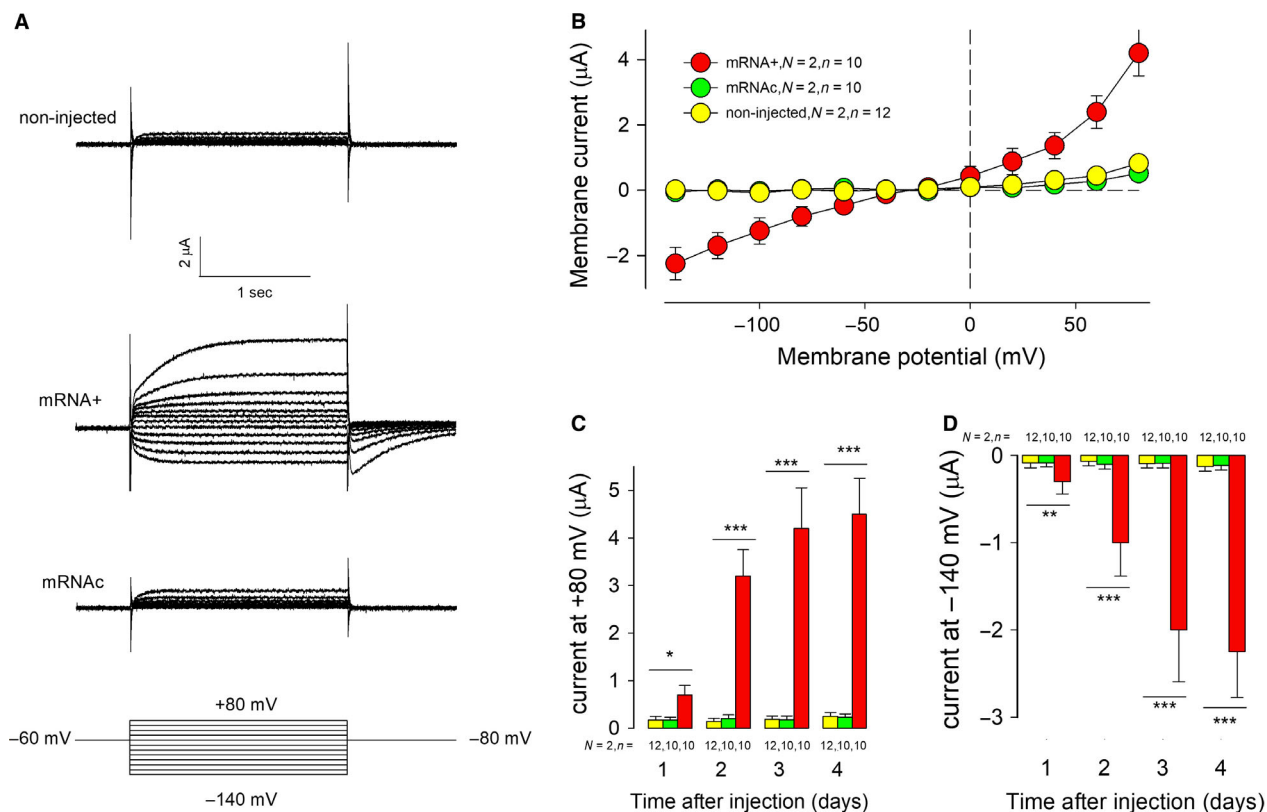 A
non-injected
2 µA
1 sec
mRNA+
mRNAc
+80 mV
–60 mV
–80 mV
–140 mV
B
Membrane current (µA)
4
2
0
–2
mRNA+,N = 2,n = 10
mRNAc,N = 2,n = 10
non-injected,N = 2,n = 12
–100
–50
0
50
Membrane potential (mV)
C
current at +80 mV (µA)
5
4
3
2
1
0
*
***
***
***
N = 2,n =
12,10,10
12,10,10
12,10,10
12,10,10
1
2
3
4
Time after injection (days)
D
N = 2,n =
12,10,10
12,10,10
12,10,10
12,10,10
current at –140 mV (µA)
0
–1
–2
–3
**
***
***
***
1
2
3
4
Time after injection (days)